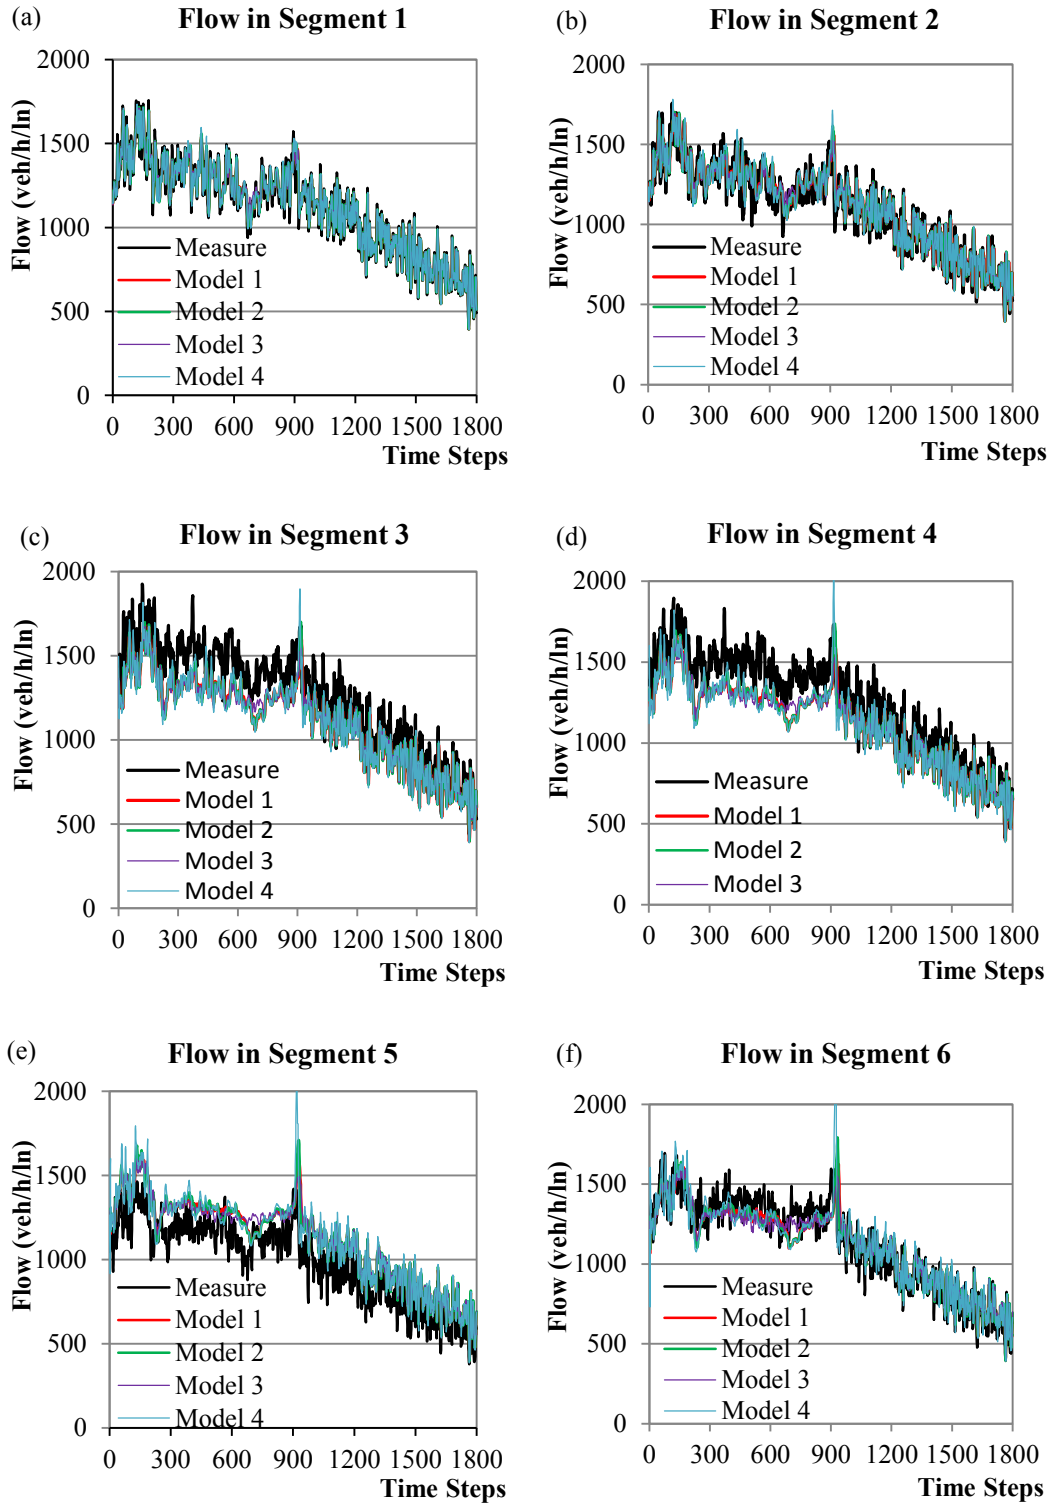 (a) Flow in Segment 1
2000
1500
1000
500
0
Flow (veh/h/ln)
Measure
Model 1
Model 2
Model 3
Model 4
0 300 600 900 1200 1500 1800
Time Steps
(b) Flow in Segment 2
2000
1500
1000
500
0
Flow (veh/h/ln)
Measure
Model 1
Model 2
Model 3
Model 4
0 300 600 900 1200 1500 1800
Time Steps
(c) Flow in Segment 3
2000
1500
1000
500
0
Flow (veh/h/ln)
Measure
Model 1
Model 2
Model 3
Model 4
0 300 600 900 1200 1500 1800
Time Steps
(d) Flow in Segment 4
2000
1500
1000
500
0
Flow (veh/h/ln)
Measure
Model 1
Model 2
Model 3
0 300 600 900 1200 1500 1800
Time Steps
(e) Flow in Segment 5
2000
1500
1000
500
0
Flow (veh/h/ln)
Measure
Model 1
Model 2
Model 3
Model 4
0 300 600 900 1200 1500 1800
Time Steps
(f) Flow in Segment 6
2000
1500
1000
500
0
Flow (veh/h/ln)
Measure
Model 1
Model 2
Model 3
Model 4
0 300 600 900 1200 1500 1800
Time Steps